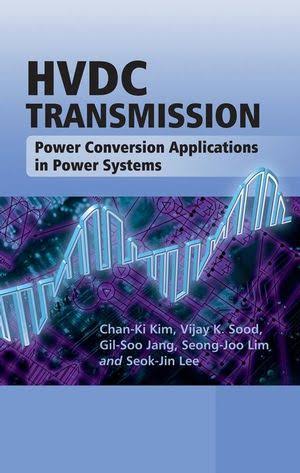 HVDC
TRANSMISSION
Power Conversion Applications
in Power Systems
Chan-Ki Kim, Vijay K. Sood,
Gil-Soo Jang, Seong-Joo Lim
and Seok-Jin Lee